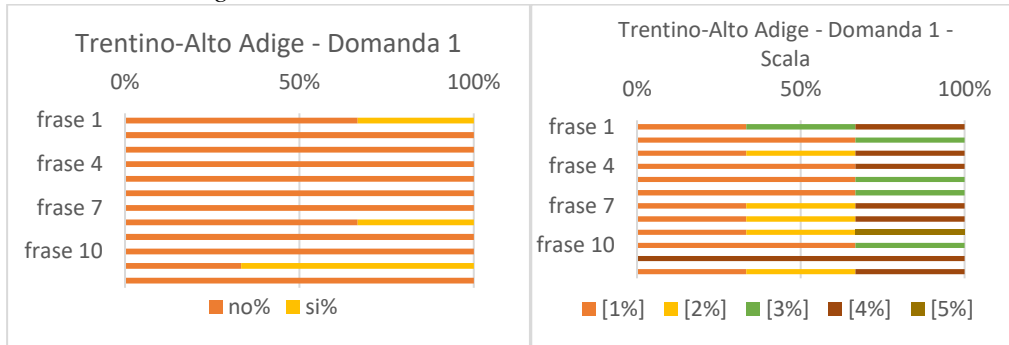 Trentino-Alto Adige - Domanda 1
0% 50% 100%
frase 1
frase 4
frase 7
frase 10
no% si%
Trentino-Alto Adige - Domanda 1 -
Scala
0% 50% 100%
frase 1
frase 4
frase 7
frase 10
[1%] [2%] [3%] [4%] [5%]